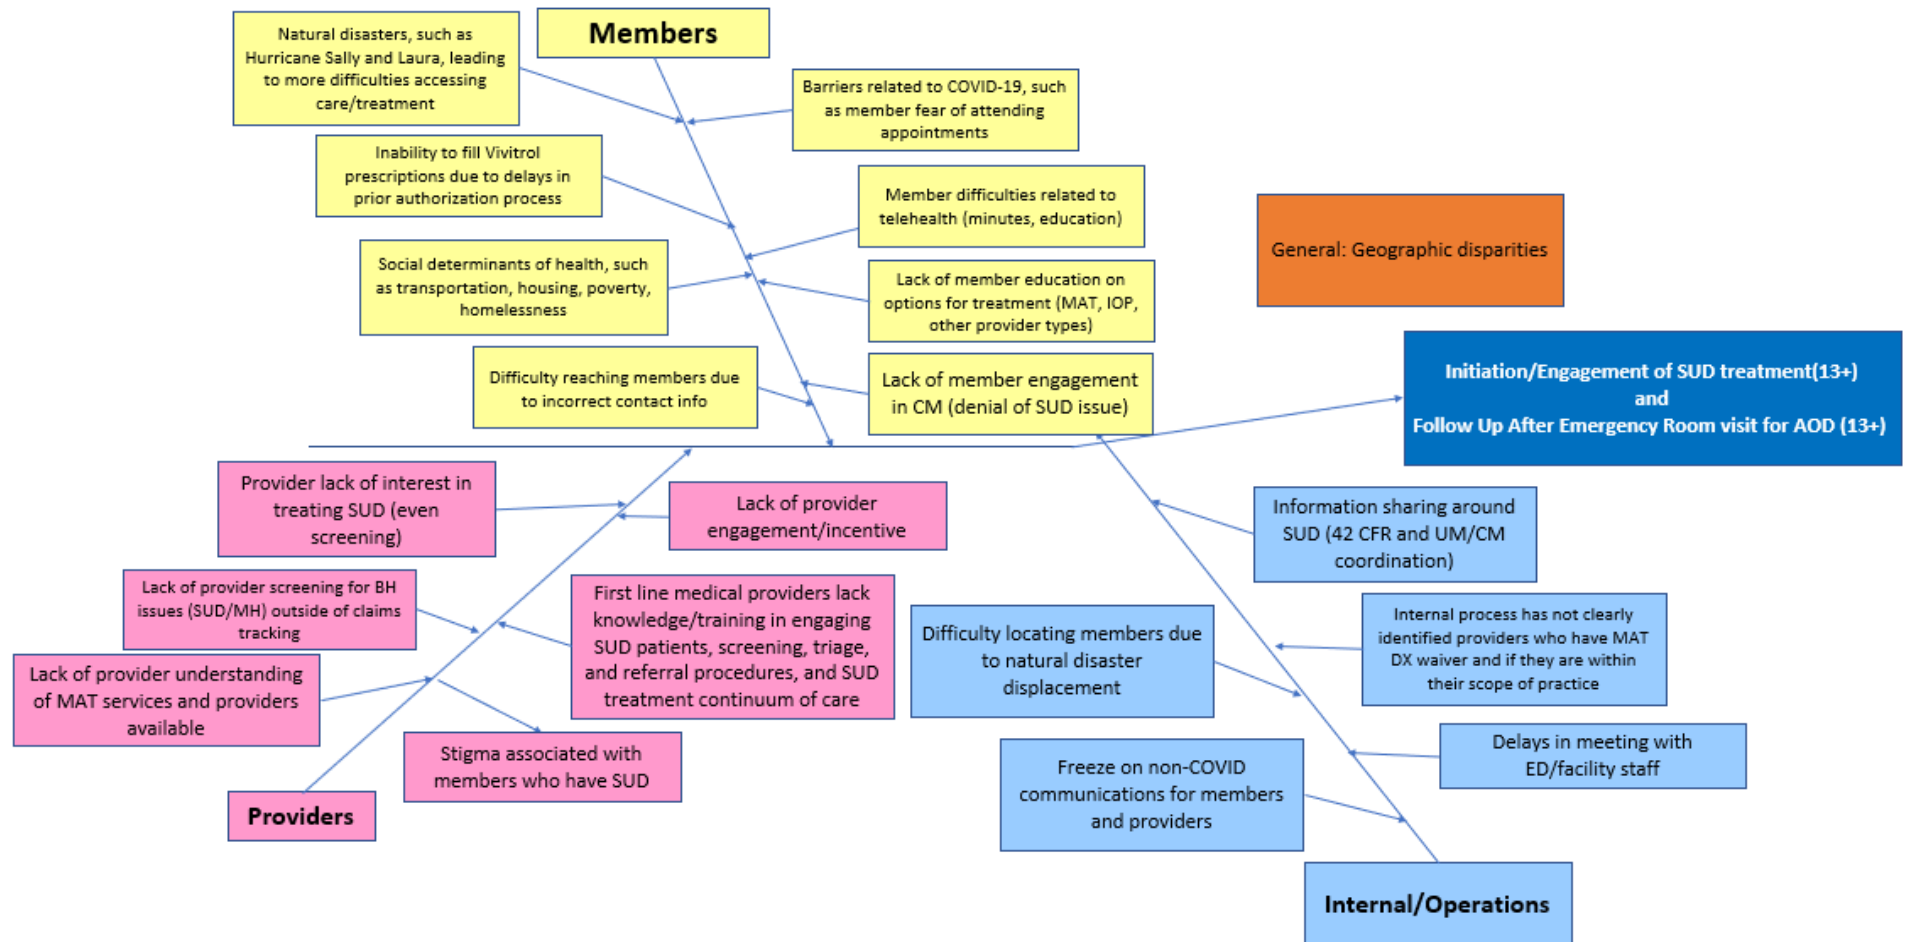 Members
Natural disasters, such as
Hurricane Sally and Laura, leading
to more difficulties accessing
care/treatment
Barriers related to COVID-19, such
as member fear of attending
appointments
Inability to fill Vivitrol
prescriptions due to delays in
prior authorization process
Member difficulties related to
telehealth (minutes, education)
Social determinants of health, such
as transportation, housing, poverty,
homelessness
Lack of member education on
options for treatment (MAT, IOP,
other provider types)
Difficulty reaching members due
to incorrect contact info
Lack of member engagement
in CM (denial of SUD issue)
General: Geographic disparities
Initiation/Engagement of SUD treatment(13+)
and
Follow Up After Emergency Room visit for AOD (13+)
Provider lack of interest in
treating SUD (even
screening)
Lack of provider
engagement/incentive
Lack of provider screening for BH
issues (SUD/MH) outside of claims
tracking
First line medical providers lack
knowledge/training in engaging
SUD patients, screening, triage,
and referral procedures, and SUD
treatment continuum of care
Lack of provider understanding
of MAT services and providers
available
Stigma associated with
members who have SUD
Providers
Information sharing around
SUD (42 CFR and UM/CM
coordination)
Difficulty locating members due
to natural disaster
displacement
Internal process has not clearly
identified providers who have MAT
DX waiver and if they are within
their scope of practice
Freeze on non-COVID
communications for members
and providers
Delays in meeting with
ED/facility staff
Internal/Operations